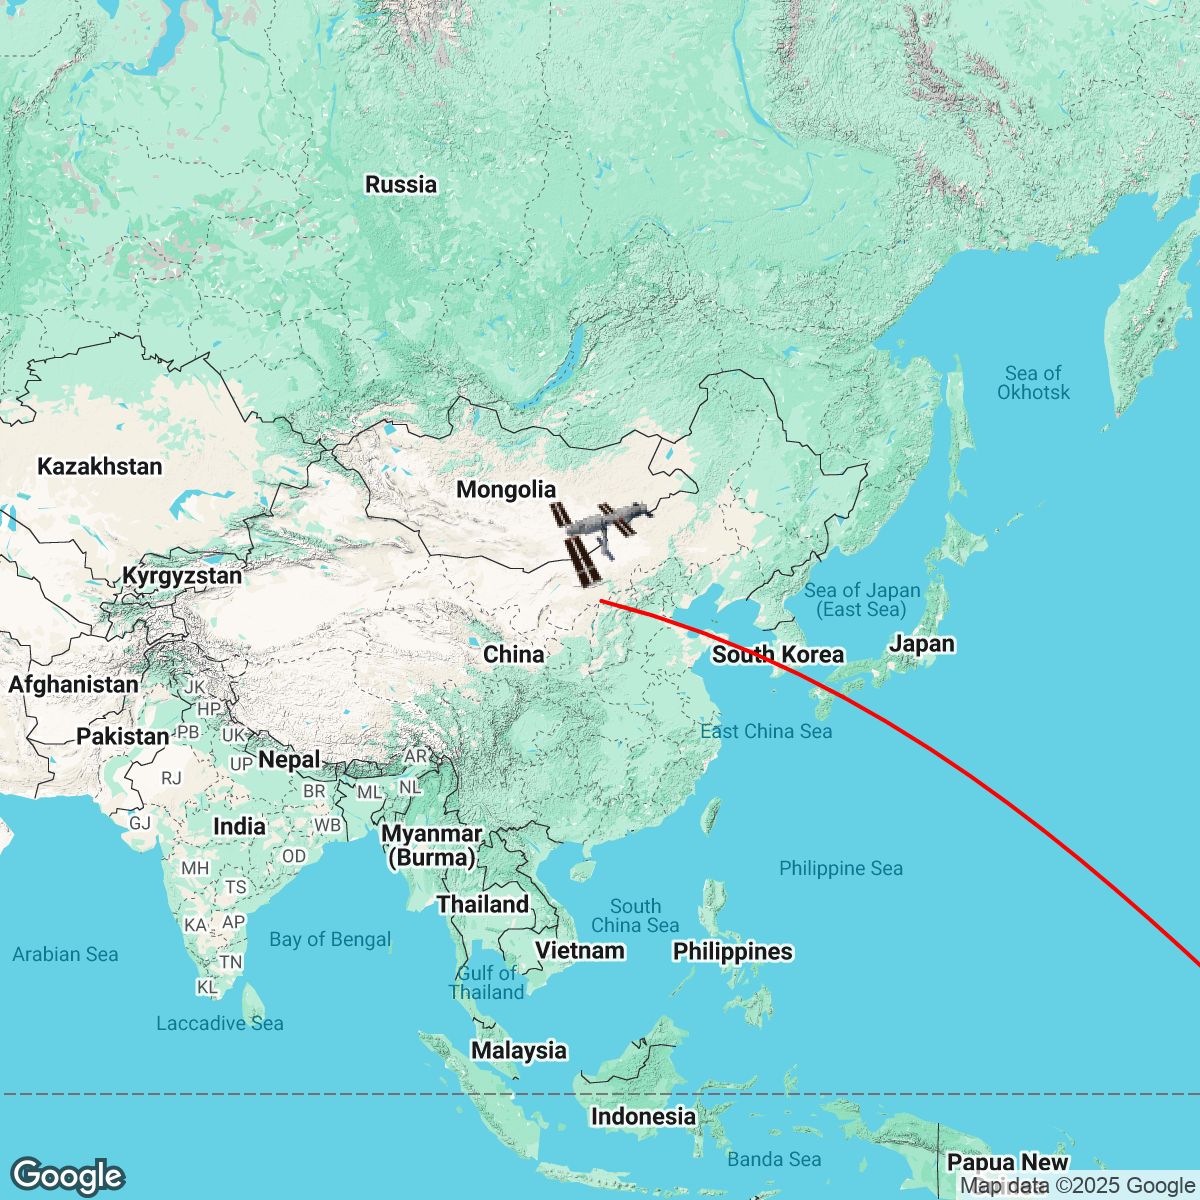 Russia
Sea of
Okhotsk
Kazakhstan
Mongolia
Kyrgyzstan
Sea of Japan
(East Sea)
Japan
China
South Korea
Afghanistan
JK
HP
Pakistan
PB
UK
East China Sea
UP
Nepal
AR
RJ
BR
ML
NL
GJ
India
WB
Myanmar
(Burma)
OD
MH
Philippine Sea
TS
Thailand
South
China Sea
KA
AP
Bay of Bengal
Vietnam
Philippines
Arabian Sea
TN
Gulf of
Thailand
KL
Laccadive Sea
Malaysia
Indonesia
Banda Sea
Papua New
Google
Map data ©2025 Google